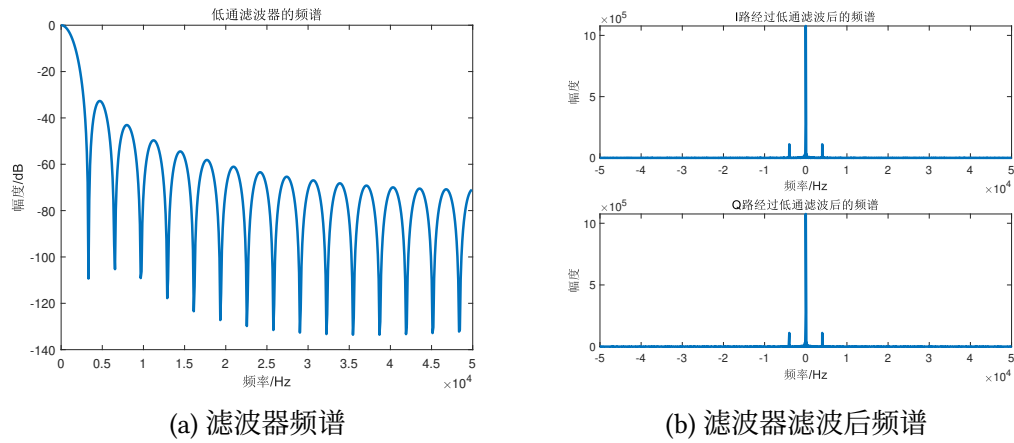 低通滤波器的频谱
0
-20
-40
-60
-80
-100
-120
-140
幅度/dB
0 0.5 1 1.5 2 2.5 3 3.5 4 4.5 5
频率/Hz
×10⁴
(a) 滤波器频谱
I路经过低通滤波后的频谱
×10⁵
10
5
0
幅度
-5 -4 -3 -2 -1 0 1 2 3 4 5
频率/Hz
×10⁴
Q路经过低通滤波后的频谱
×10⁵
10
5
0
幅度
-5 -4 -3 -2 -1 0 1 2 3 4 5
频率/Hz
×10⁴
(b) 滤波器滤波后频谱